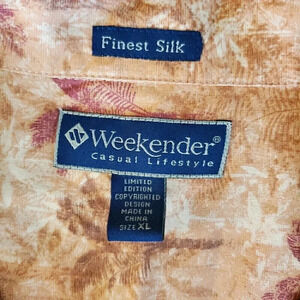 Finest Silk
Weekender®
Casual Lifestyle
LIMITED
EDITION
COPYRIGHTED
DESIGN
MADE IN
CHINA
SIZE XL